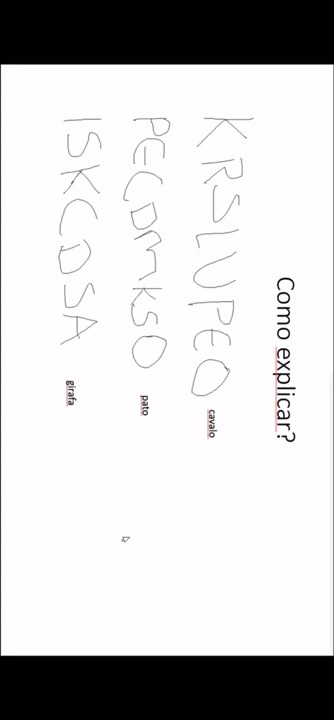 Como explicar?
KRSLUPEO cavalo
PECDMKSO pato
ISKCDSA girafa